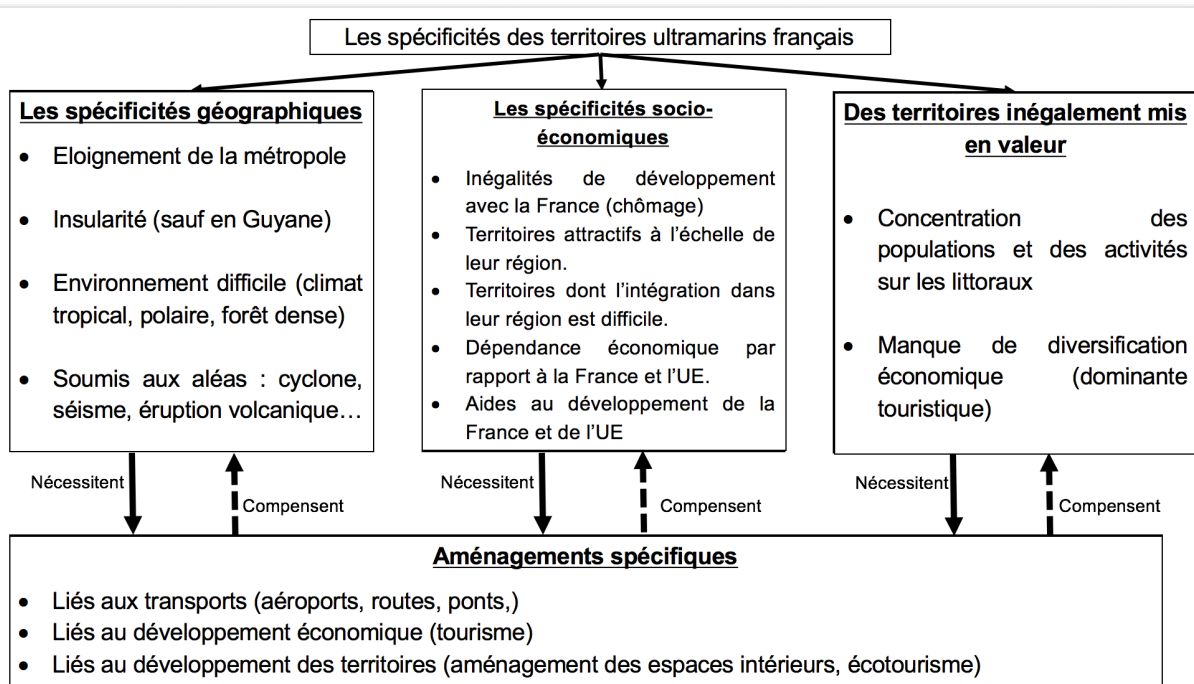 Les spécificités des territoires ultramarins français
Les spécificités géographiques
• Eloignement de la métropole
• Insularité (sauf en Guyane)
• Environnement difficile (climat
tropical, polaire, forêt dense)
• Soumis aux aléas : cyclone,
séisme, éruption volcanique…
Les spécificités socio-
économiques
• Inégalités de développement
avec la France (chômage)
• Territoires attractifs à l’échelle de
leur région.
• Territoires dont l’intégration dans
leur région est difficile.
• Dépendance économique par
rapport à la France et l’UE.
• Aides au développement de la
France et de l’UE
Des territoires inégalement mis
en valeur
• Concentration des
populations et des activités
sur les littoraux
• Manque de diversification
économique (dominante
touristique)
Nécessitent
Compensent
Nécessitent
Compensent
Nécessitent
Compensent
Aménagements spécifiques
• Liés aux transports (aéroports, routes, ponts,)
• Liés au développement économique (tourisme)
• Liés au développement des territoires (aménagement des espaces intérieurs, écotourisme)